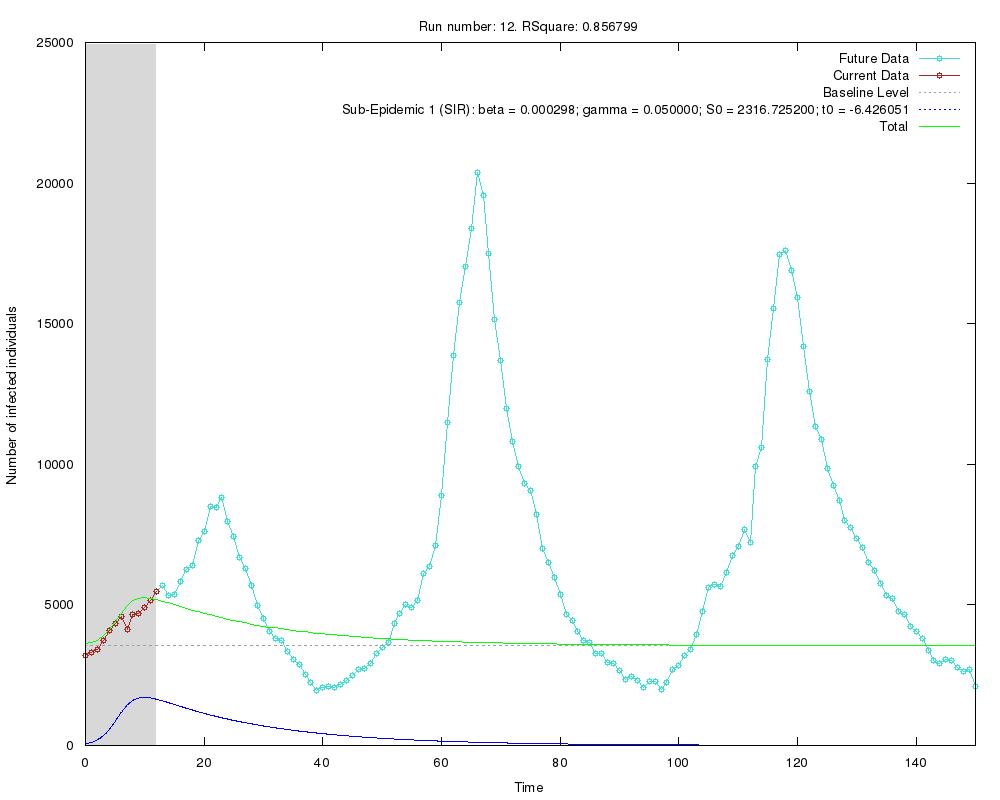 Run number: 12. RSquare: 0.856799
25000
20000
15000
10000
5000
0
Number of infected individuals
Future Data
Current Data
Baseline Level
Sub-Epidemic 1 (SIR): beta = 0.000298; gamma = 0.050000; S0 = 2316.725200; t0 = -6.426051
Total
0 20 40 60 80 100 120 140
Time